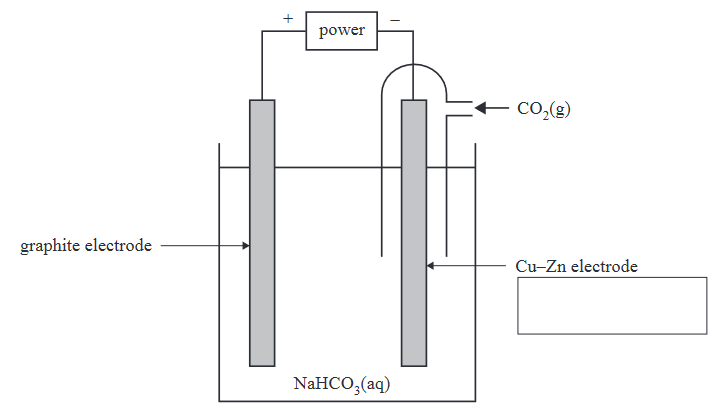 +
power
−
CO₂(g)
graphite electrode
Cu–Zn electrode
NaHCO₃(aq)